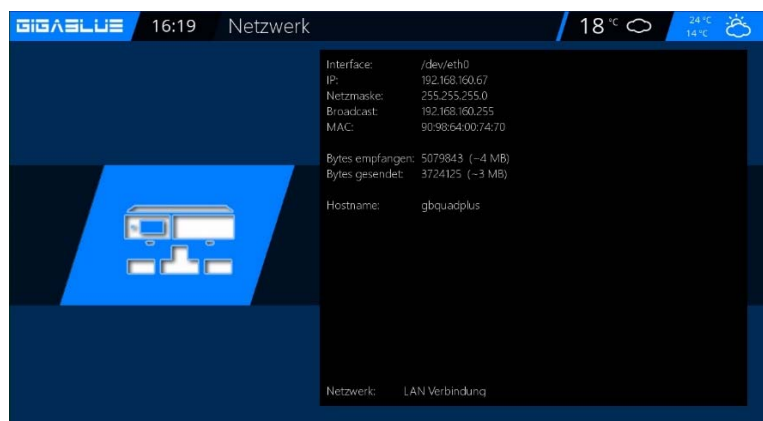 GIGABLUE 16:19 Netzwerk 18 °C 24 °C
14 °C
Interface: /dev/eth0
IP: 192.168.160.67
Netzmaske: 255.255.255.0
Broadcast: 192.168.160.255
MAC: 90:98:64:00:74:70
Bytes empfangen: 5079843 (~4 MB)
Bytes gesendet: 3724125 (~3 MB)
Hostname: gbquadplus
Netzwerk: LAN Verbindung